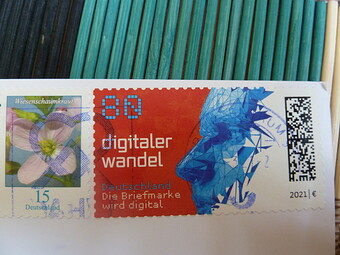 Wiesenschaumkraut
15
Deutschland
80
digitaler
wandel
Deutschland
Die Briefmarke
wird digital
2021 | €